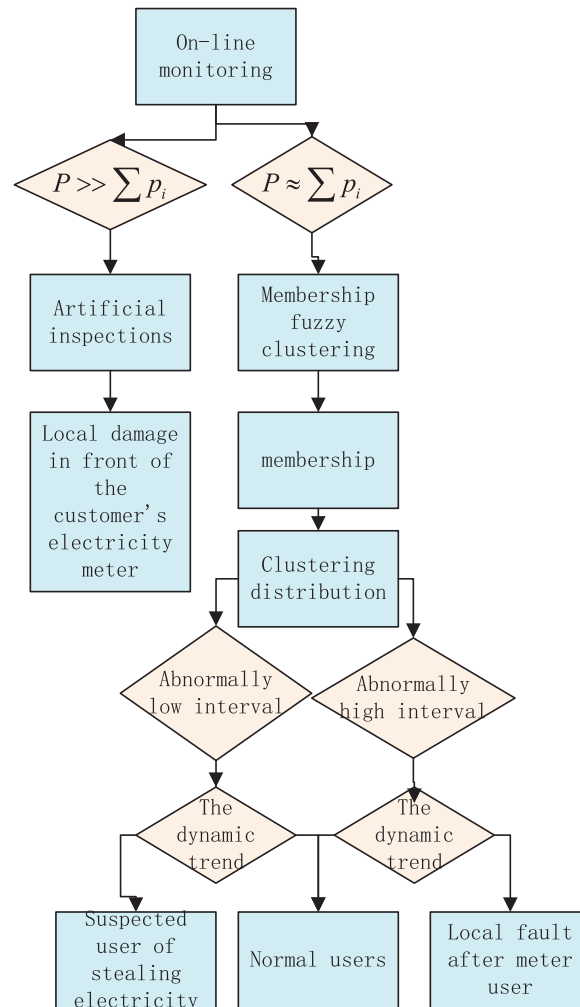 On-line
monitoring
P >> ∑ p_i
P ≈ ∑ p_i
Artificial
inspections
Membership
fuzzy
clustering
Local damage
in front of
the
customer's
electricity
meter
membership
Clustering
distribution
Abnormally
low interval
Abnormally
high interval
The
dynamic
trend
The
dynamic
trend
Suspected
user of
stealing
electricity
Normal users
Local fault
after meter
user